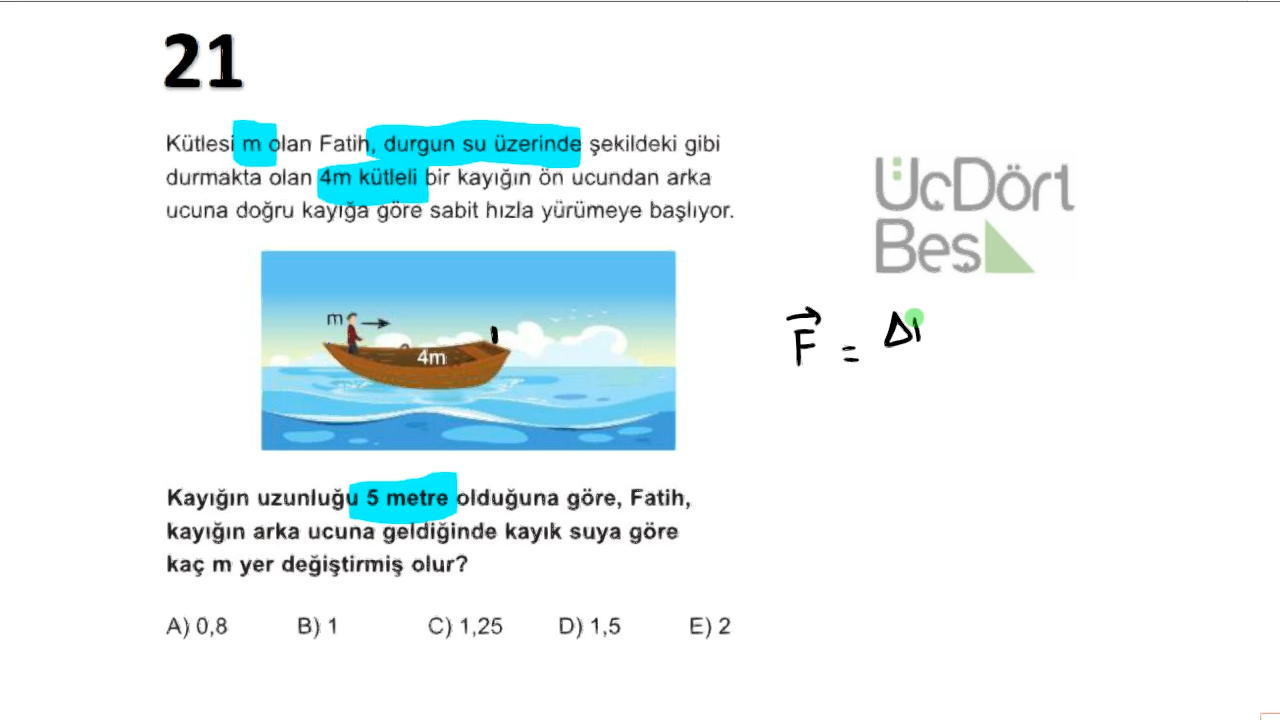 21
Kütlesi m olan Fatih, durgun su üzerinde şekildeki gibi
durmakta olan 4m kütleli bir kayığın ön ucundan arka
ucuna doğru kayığa göre sabit hızla yürümeye başlıyor.
ÜçDört
Beş
m
4m
F =
Kayığın uzunluğu 5 metre olduğuna göre, Fatih,
kayığın arka ucuna geldiğinde kayık suya göre
kaç m yer değiştirmiş olur?
A) 0,8 B) 1 C) 1,25 D) 1,5 E) 2